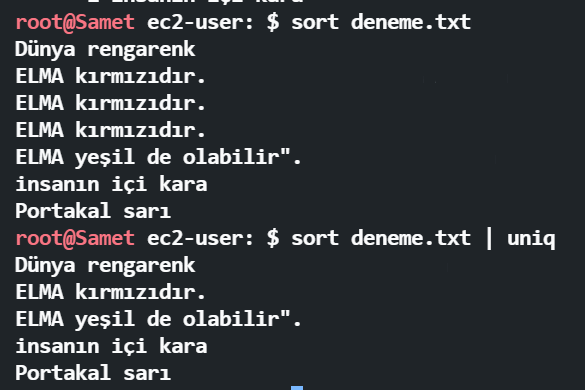 root@Samet ec2-user: $ sort deneme.txt
Dünya rengarenk
ELMA kırmızıdır.
ELMA kırmızıdır.
ELMA kırmızıdır.
ELMA yeşil de olabilir".
insanın içi kara
Portakal sarı
root@Samet ec2-user: $ sort deneme.txt | uniq
Dünya rengarenk
ELMA kırmızıdır.
ELMA yeşil de olabilir".
insanın içi kara
Portakal sarı